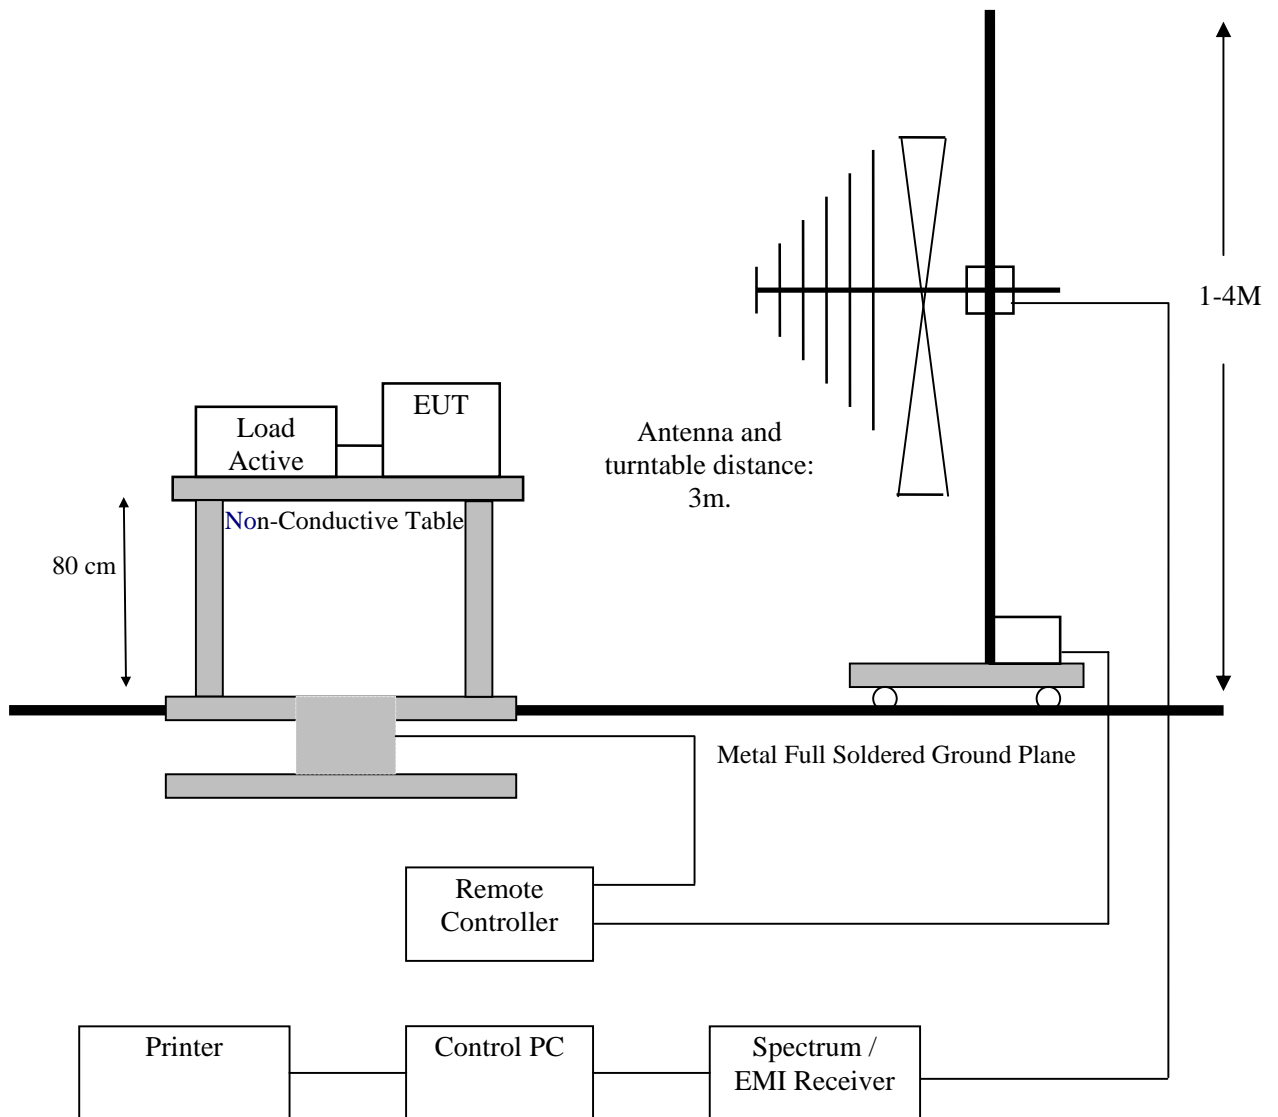 1-4M
EUT
Load
Active
Antenna and
turntable distance:
3m.
Non-Conductive Table
80 cm
Metal Full Soldered Ground Plane
Remote
Controller
Printer
Control PC
Spectrum /
EMI Receiver